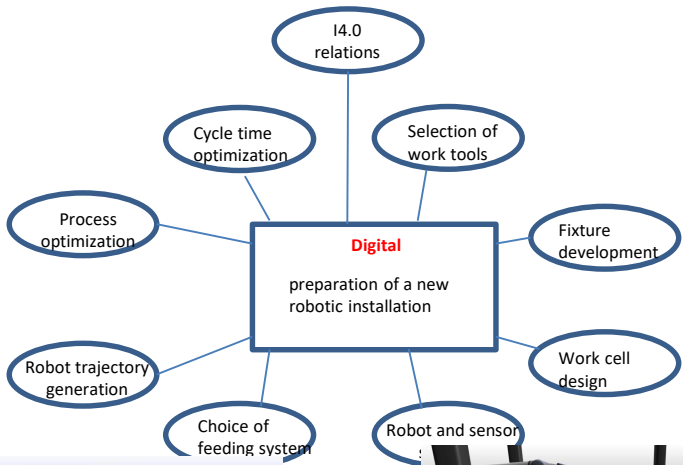 I4.0
relations
Cycle time
optimization
Selection of
work tools
Process
optimization
Digital
preparation of a new
robotic installation
Fixture
development
Robot trajectory
generation
Work cell
design
Choice of
feeding system
Robot and sensor